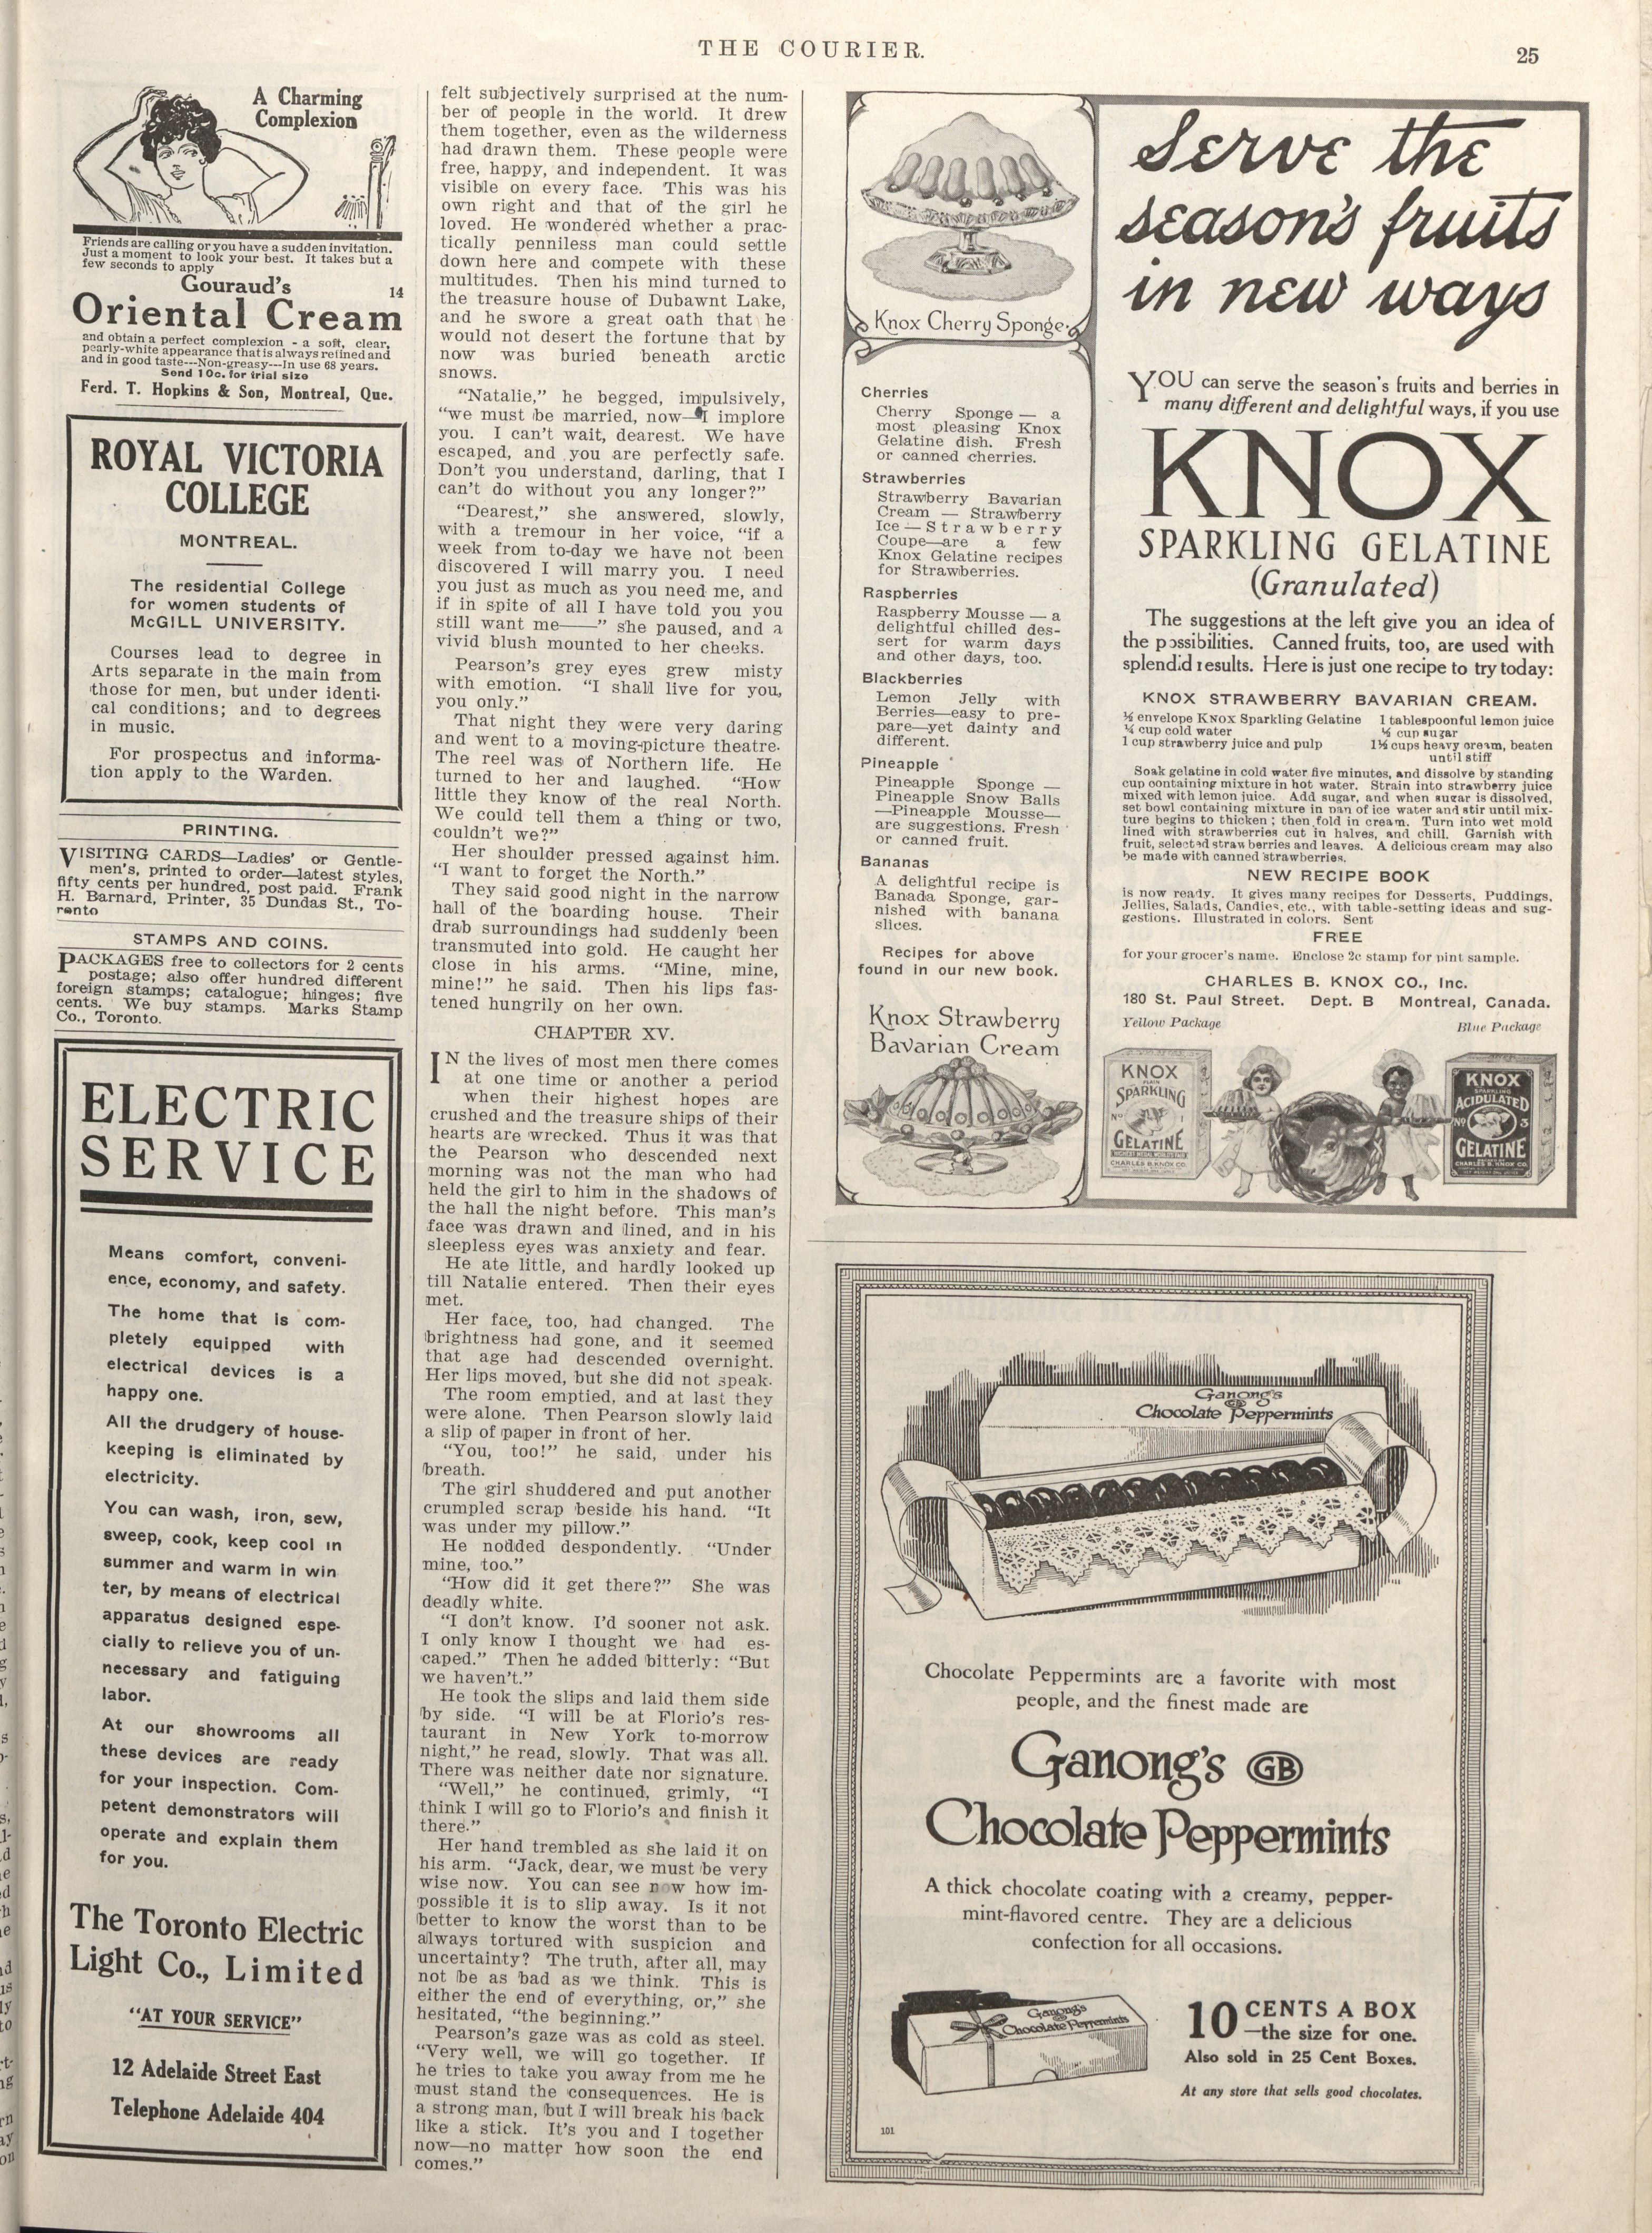 THE COURIER.
25
A Charming
Complexion
Friends are calling or you have a sudden invitation.
Just a moment to look your best. It takes but a
few seconds to apply
Gouraud's
14
Oriental Cream
and obtain a perfect complexion - a soft, clear,
pearly-white appearance that is always refined and
and in good taste---Non-greasy---In use 68 years.
Send 10c. for trial size
Ferd. T. Hopkins & Son, Montreal, Que.
ROYAL VICTORIA
COLLEGE
MONTREAL.
The residential College
for women students of
McGILL UNIVERSITY.
Courses lead to degree in
Arts separate in the main from
those for men, but under identi-
cal conditions; and to degrees
in music.
For prospectus and informa-
tion apply to the Warden.
PRINTING.
VISITING CARDS—Ladies' or Gentle-
men's, printed to order—latest styles,
fifty cents per hundred, post paid. Frank
H. Barnard, Printer, 35 Dundas St., To-
ronto
STAMPS AND COINS.
PACKAGES free to collectors for 2 cents
postage; also offer hundred different
foreign stamps; catalogue; hinges; five
cents. We buy stamps. Marks Stamp
Co., Toronto.
ELECTRIC
SERVICE
Means comfort, conveni-
ence, economy, and safety.
The home that is com-
pletely equipped with
electrical devices is a
happy one.
All the drudgery of house-
keeping is eliminated by
electricity.
You can wash, iron, sew,
sweep, cook, keep cool in
summer and warm in win
ter, by means of electrical
apparatus designed espe-
cially to relieve you of un-
necessary and fatiguing
labor.
At our showrooms all
these devices are ready
for your inspection. Com-
petent demonstrators will
operate and explain them
for you.
The Toronto Electric
Light Co., Limited
"AT YOUR SERVICE"
12 Adelaide Street East
Telephone Adelaide 404
felt subjectively surprised at the num-
ber of people in the world. It drew
them together, even as the wilderness
had drawn them. These people were
free, happy, and independent. It was
visible on every face. This was his
own right and that of the girl he
loved. He wondered whether a prac-
tically penniless man could settle
down here and compete with these
multitudes. Then his mind turned to
the treasure house of Dubawnt Lake,
and he swore a great oath that he
would not desert the fortune that by
now was buried beneath arctic
snows.
"Natalie," he begged, impulsively,
"we must be married, now—I implore
you. I can't wait, dearest. We have
escaped, and you are perfectly safe.
Don't you understand, darling, that I
can't do without you any longer?"
"Dearest," she answered, slowly,
with a tremour in her voice, "if a
week from to-day we have not been
discovered I will marry you. I need
you just as much as you need me, and
if in spite of all I have told you you
still want me——" she paused, and a
vivid blush mounted to her cheeks.
Pearson's grey eyes grew misty
with emotion. "I shall live for you,
you only."
That night they were very daring
and went to a moving-picture theatre.
The reel was of Northern life. He
turned to her and laughed. "How
little they know of the real North.
We could tell them a thing or two,
couldn't we?"
Her shoulder pressed against him.
"I want to forget the North."
They said good night in the narrow
hall of the boarding house. Their
drab surroundings had suddenly been
transmuted into gold. He caught her
close in his arms. "Mine, mine,
mine!" he said. Then his lips fas-
tened hungrily on her own.
CHAPTER XV.
IN the lives of most men there comes
at one time or another a period
when their highest hopes are
crushed and the treasure ships of their
hearts are wrecked. Thus it was that
the Pearson who descended next
morning was not the man who had
held the girl to him in the shadows of
the hall the night before. This man's
face was drawn and lined, and in his
sleepless eyes was anxiety and fear.
He ate little, and hardly looked up
till Natalie entered. Then their eyes
met.
Her face, too, had changed. The
brightness had gone, and it seemed
that age had descended overnight.
Her lips moved, but she did not speak.
The room emptied, and at last they
were alone. Then Pearson slowly laid
a slip of paper in front of her.
"You, too!" he said, under his
breath.
The girl shuddered and put another
crumpled scrap beside his hand. "It
was under my pillow."
He nodded despondently. "Under
mine, too."
"How did it get there?" She was
deadly white.
"I don't know. I'd sooner not ask.
I only know I thought we had es-
caped." Then he added bitterly: "But
we haven't."
He took the slips and laid them side
by side. "I will be at Florio's res-
taurant in New York to-morrow
night," he read, slowly. That was all.
There was neither date nor signature.
"Well," he continued, grimly, "I
think I will go to Florio's and finish it
there."
Her hand trembled as she laid it on
his arm. "Jack, dear, we must be very
wise now. You can see now how im-
possible it is to slip away. Is it not
better to know the worst than to be
always tortured with suspicion and
uncertainty? The truth, after all, may
not be as bad as we think. This is
either the end of everything, or," she
hesitated, "the beginning."
Pearson's gaze was as cold as steel.
"Very well, we will go together. If
he tries to take you away from me he
must stand the consequences. He is
a strong man, but I will break his back
like a stick. It's you and I together
now—no matter how soon the end
comes."
Knox Cherry Sponge.
Cherries
Cherry Sponge — a
most pleasing Knox
Gelatine dish. Fresh
or canned cherries.
Strawberries
Strawberry Bavarian
Cream — Strawberry
Ice — Strawberry
Coupe—are a few
Knox Gelatine recipes
for Strawberries.
Raspberries
Raspberry Mousse — a
delightful chilled des-
sert for warm days
and other days, too.
Blackberries
Lemon Jelly with
Berries—easy to pre-
pare—yet dainty and
different.
Pineapple
Pineapple Sponge —
Pineapple Snow Balls
—Pineapple Mousse—
are suggestions. Fresh
or canned fruit.
Bananas
A delightful recipe is
Banada Sponge, gar-
nished with banana
slices.
Recipes for above
found in our new book.
Knox Strawberry
Bavarian Cream
Serve the
season's fruits
in new ways
YOU can serve the season's fruits and berries in
many different and delightful ways, if you use
KNOX
SPARKLING GELATINE
(Granulated)
The suggestions at the left give you an idea of
the possibilities. Canned fruits, too, are used with
splendid results. Here is just one recipe to try today:
KNOX STRAWBERRY BAVARIAN CREAM.
½ envelope KNOX Sparkling Gelatine 1 tablespoonful lemon juice
¼ cup cold water ½ cup sugar
1 cup strawberry juice and pulp 1½ cups heavy cream, beaten
until stiff
Soak gelatine in cold water five minutes, and dissolve by standing
cup containing mixture in hot water. Strain into strawberry juice
mixed with lemon juice. Add sugar, and when sugar is dissolved,
set bowl containing mixture in pan of ice water and stir until mix-
ture begins to thicken; then fold in cream. Turn into wet mold
lined with strawberries cut in halves, and chill. Garnish with
fruit, selected straw berries and leaves. A delicious cream may also
be made with canned strawberries.
NEW RECIPE BOOK
is now ready. It gives many recipes for Desserts, Puddings,
Jellies, Salads, Candies, etc., with table-setting ideas and sug-
gestions. Illustrated in colors. Sent
FREE
for your grocer's name. Enclose 2c stamp for pint sample.
CHARLES B. KNOX CO., Inc.
180 St. Paul Street. Dept. B Montreal, Canada.
Yellow Package Blue Package
KNOX
PLAIN
SPARKLING
No 1
GELATINE
CHARLES B. KNOX CO.
KNOX
SPARKLING
ACIDULATED
No 3
GELATINE
CHARLES B. KNOX CO.
Ganong's
GB
Chocolate Peppermints
Chocolate Peppermints are a favorite with most
people, and the finest made are
Ganong's GB
Chocolate Peppermints
A thick chocolate coating with a creamy, pepper-
mint-flavored centre. They are a delicious
confection for all occasions.
Ganong's
Chocolate Peppermints
10 CENTS A BOX
—the size for one.
Also sold in 25 Cent Boxes.
At any store that sells good chocolates.
101